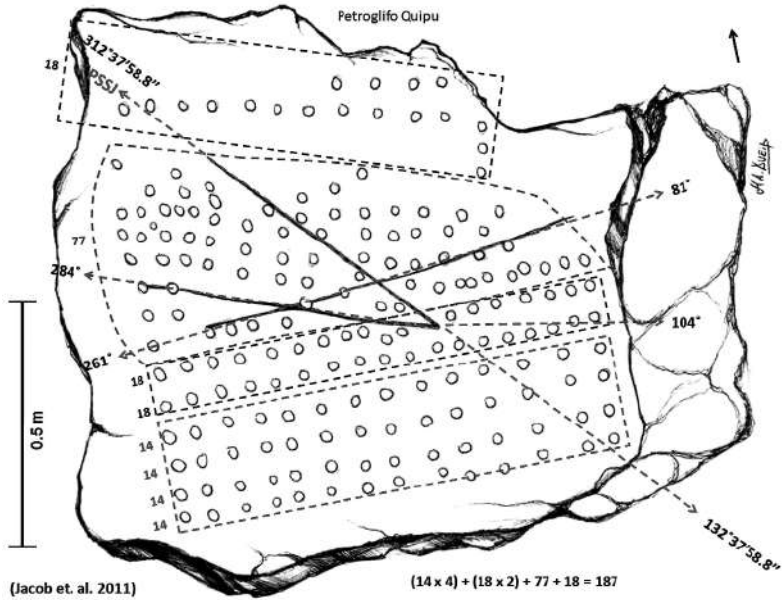 Petroglifo Quipu
312°37'58.8"
PSSJ
18
81°
77
284°
104°
261°
18
18
14
14
14
14
0.5 m
132°37'58.8"
(Jacob et. al. 2011)
(14 x 4) + (18 x 2) + 77 + 18 = 187